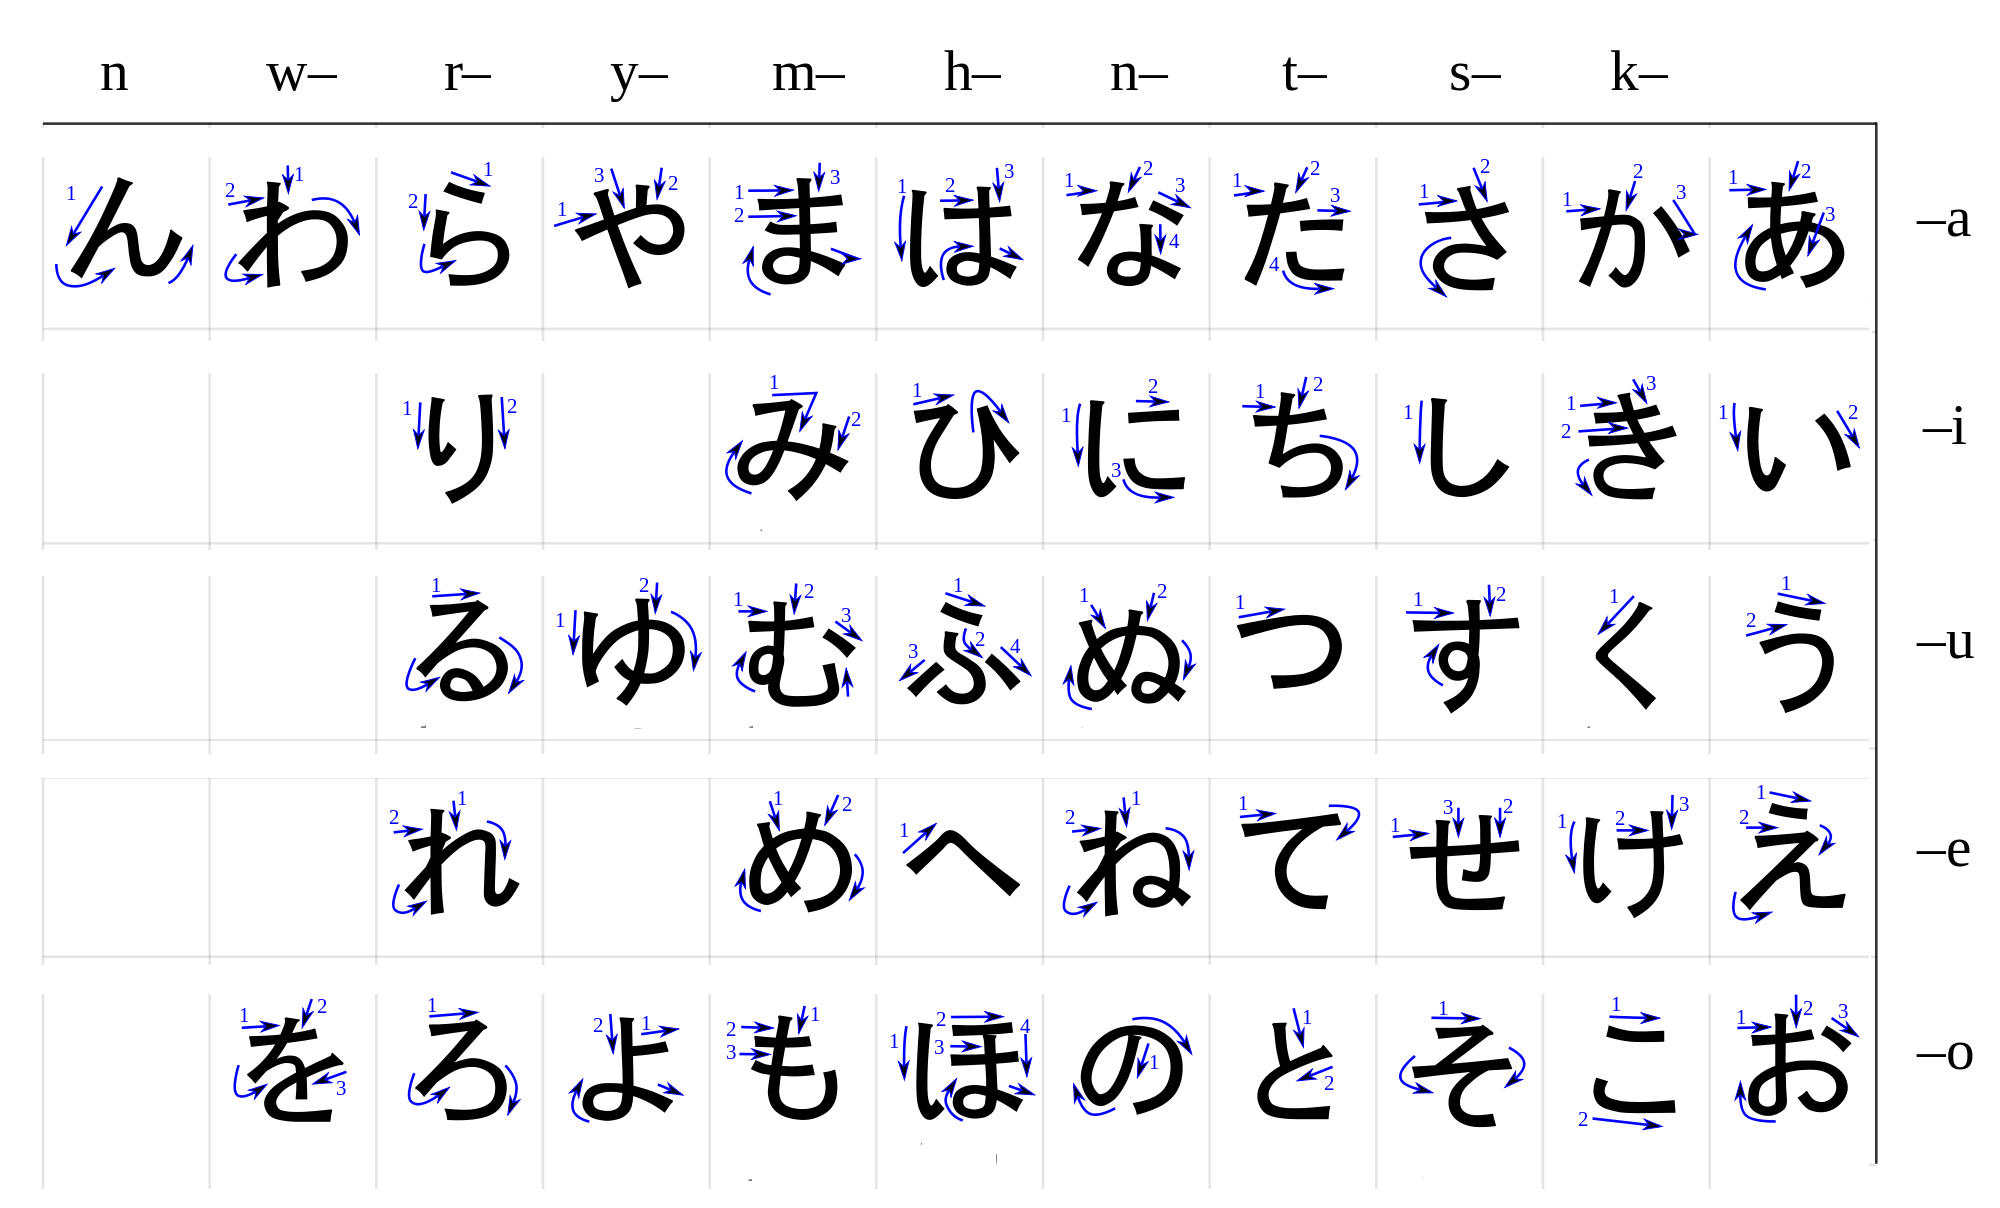 n w– r– y– m– h– n– t– s– k–
ん わ ら や ま は な た さ か あ –a
り み ひ に ち し き い –i
る ゆ む ふ ぬ つ す く う –u
れ め へ ね て せ け え –e
を ろ よ も ほ の と そ こ お –o